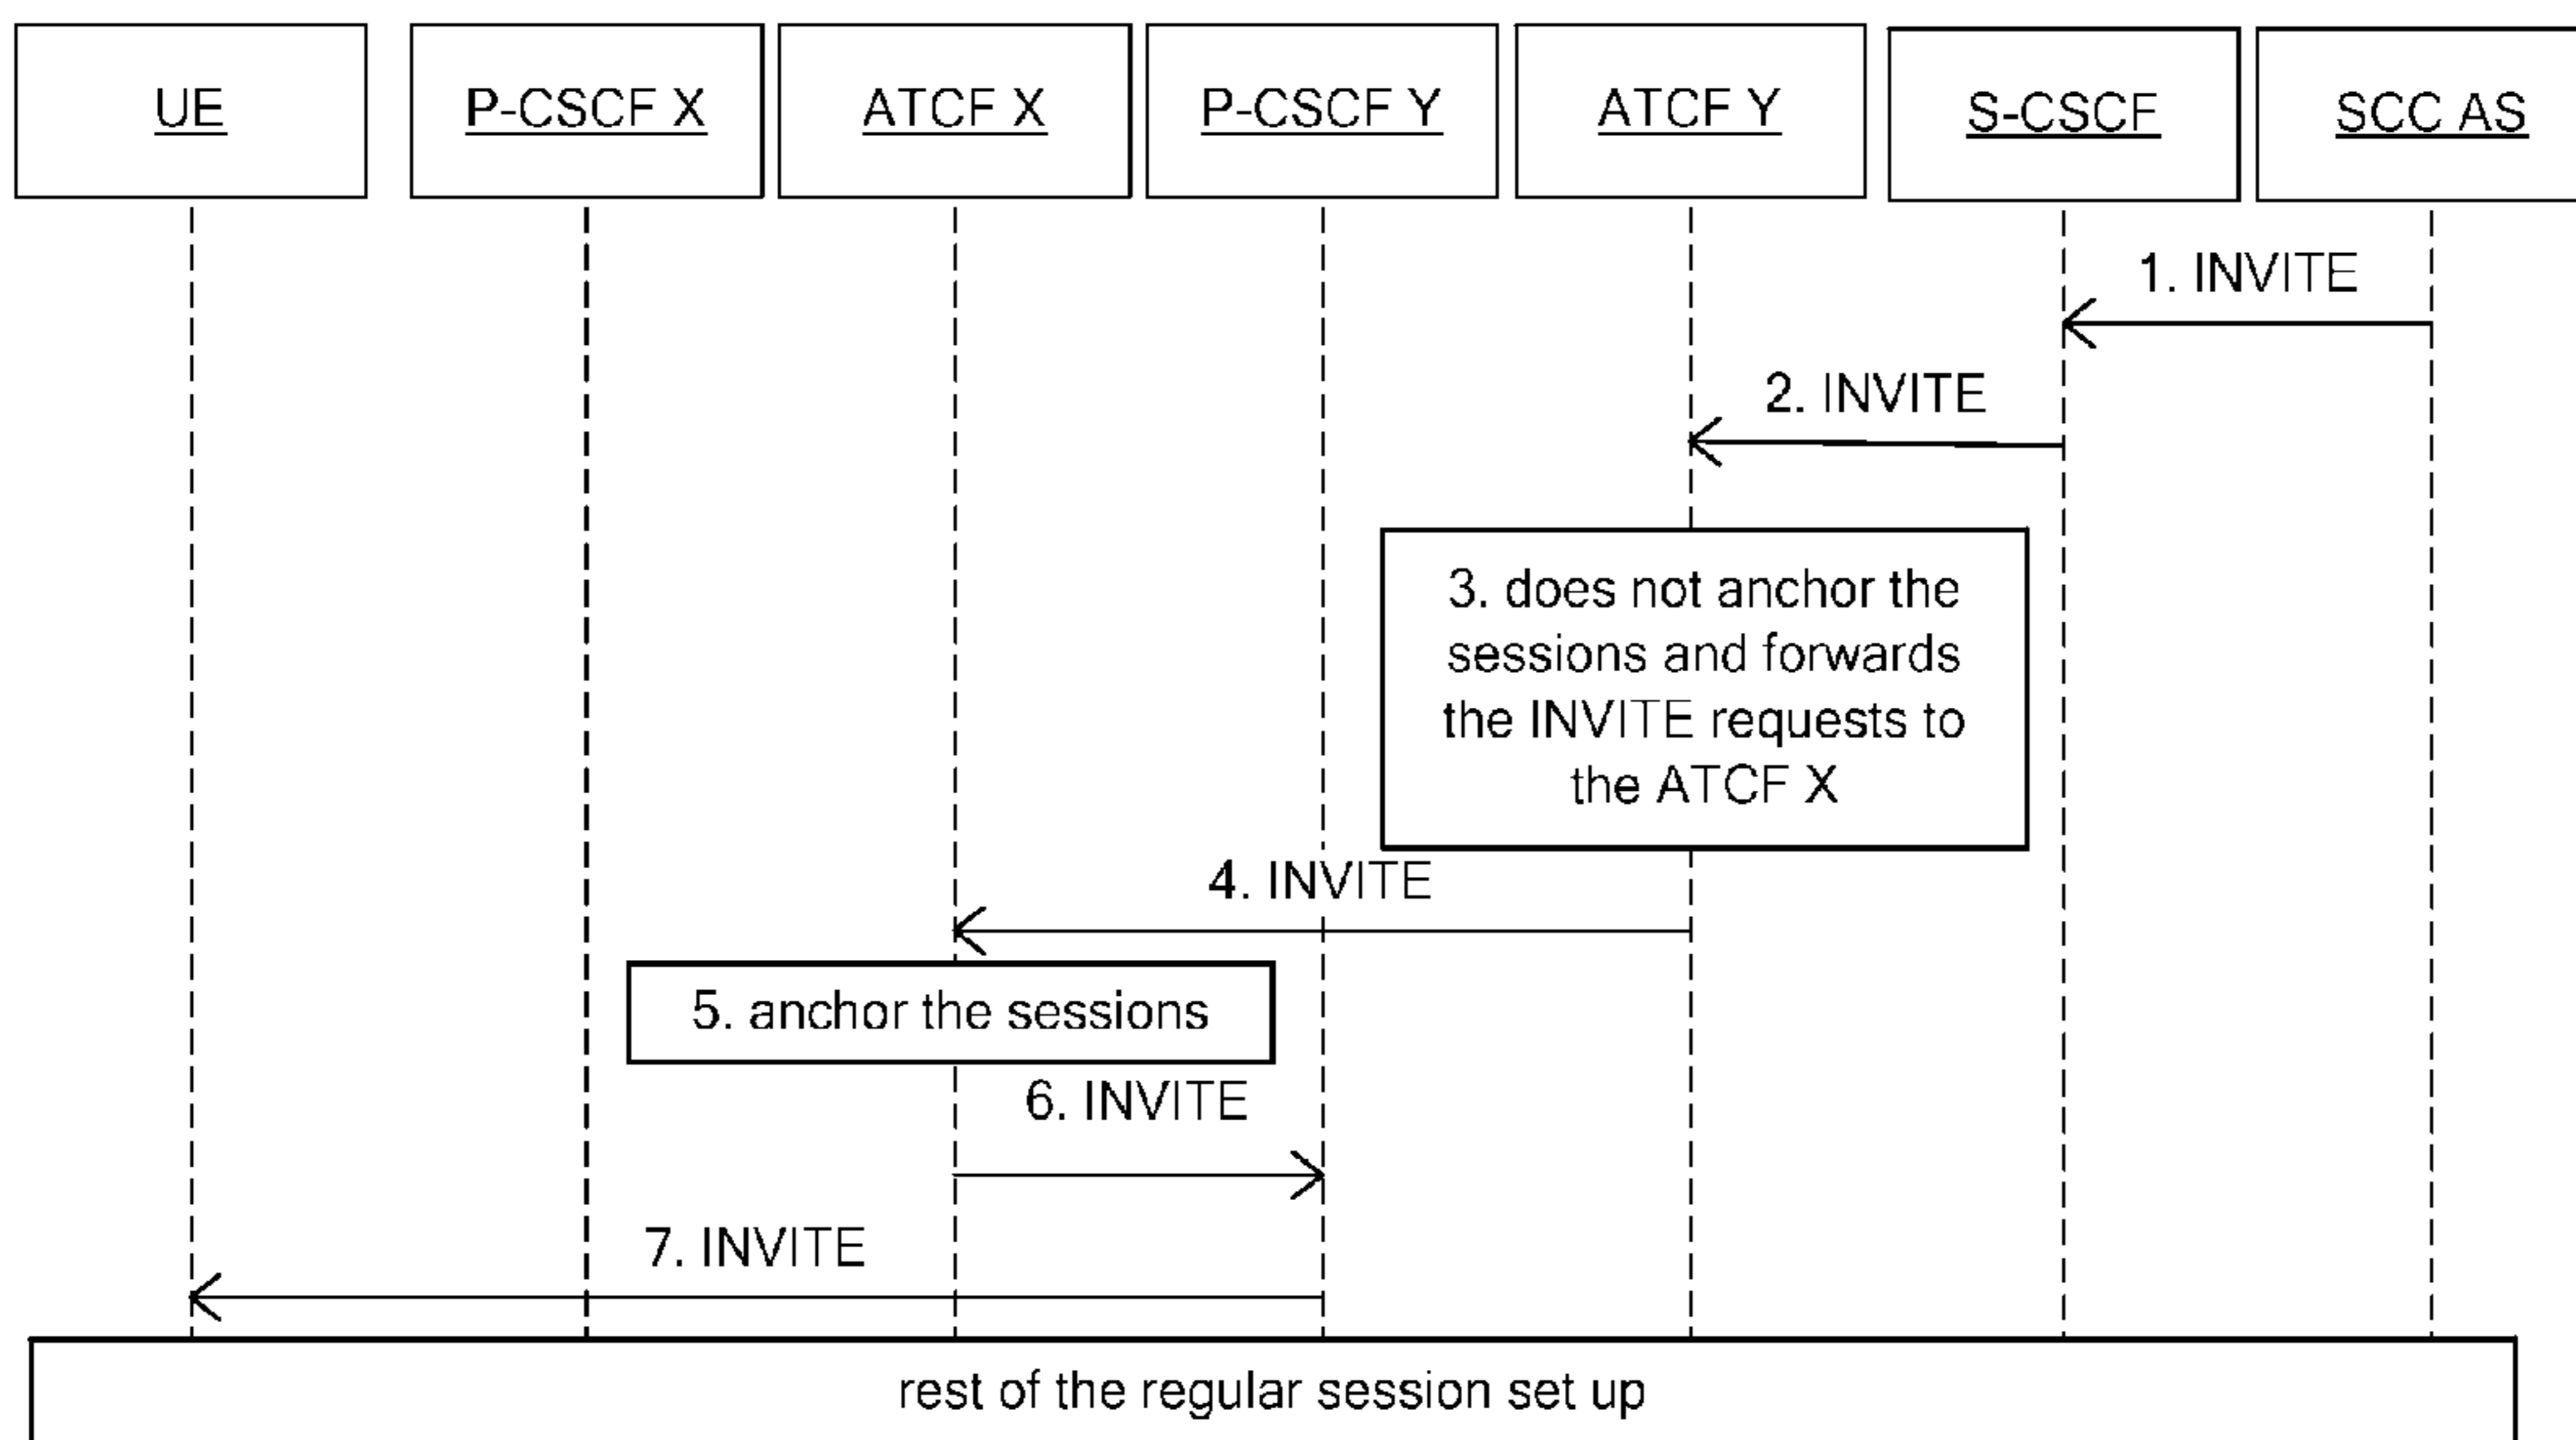 UE
P-CSCF X
ATCF X
P-CSCF Y
ATCF Y
S-CSCF
SCC AS
1. INVITE
2. INVITE
3. does not anchor the
sessions and forwards
the INVITE requests to
the ATCF X
4. INVITE
5. anchor the sessions
6. INVITE
7. INVITE
rest of the regular session set up